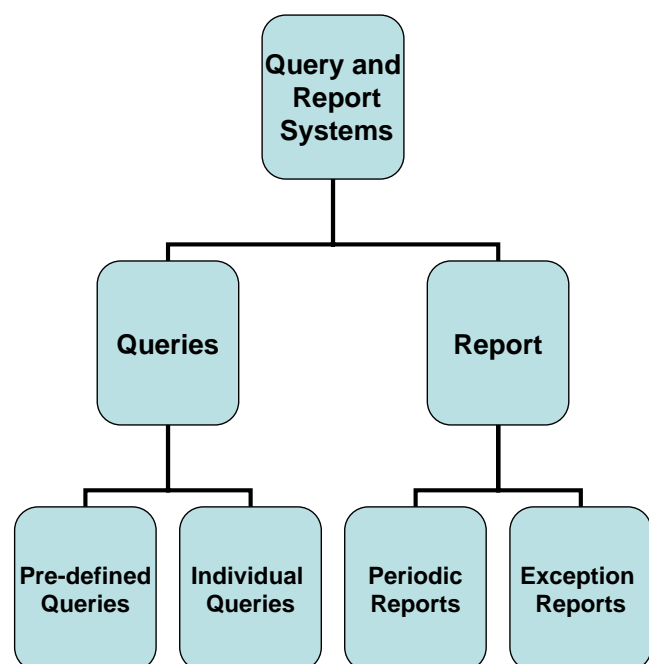 Query and
Report
Systems
Queries
Report
Pre-defined
Queries
Individual
Queries
Periodic
Reports
Exception
Reports